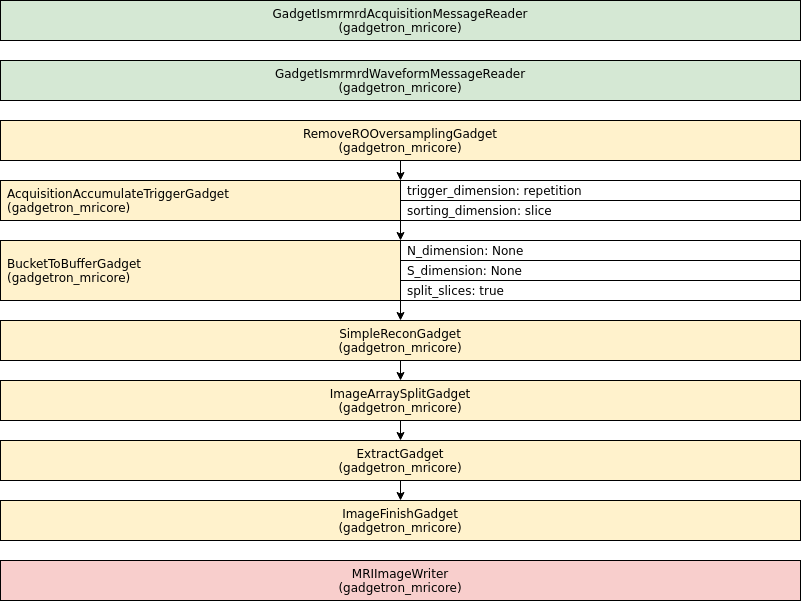 GadgetIsmrmrdAcquisitionMessageReader
(gadgetron_mricore)
GadgetIsmrmrdWaveformMessageReader
(gadgetron_mricore)
RemoveROOversamplingGadget
(gadgetron_mricore)
AcquisitionAccumulateTriggerGadget
(gadgetron_mricore)
trigger_dimension: repetition
sorting_dimension: slice
BucketToBufferGadget
(gadgetron_mricore)
N_dimension: None
S_dimension: None
split_slices: true
SimpleReconGadget
(gadgetron_mricore)
ImageArraySplitGadget
(gadgetron_mricore)
ExtractGadget
(gadgetron_mricore)
ImageFinishGadget
(gadgetron_mricore)
MRIImageWriter
(gadgetron_mricore)